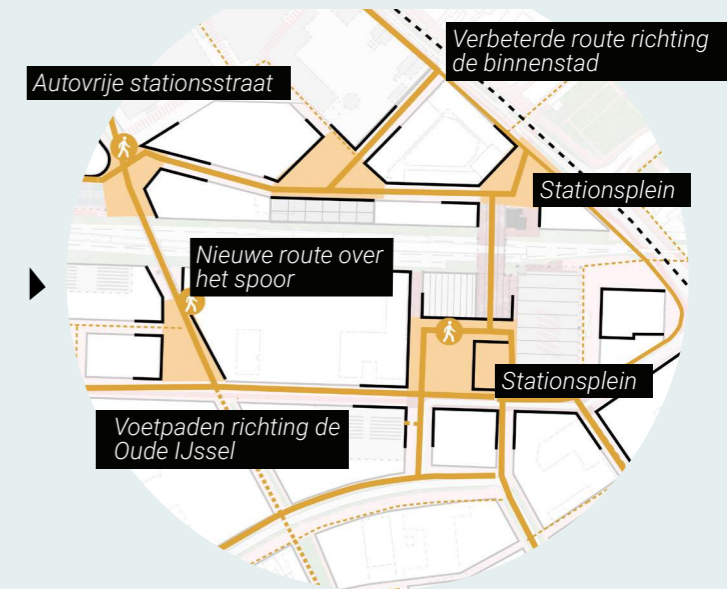 Verbeterde route richting
de binnenstad
Autovrije stationsstraat
Stationsplein
Nieuwe route over
het spoor
Stationsplein
Voetpaden richting de
Oude IJssel